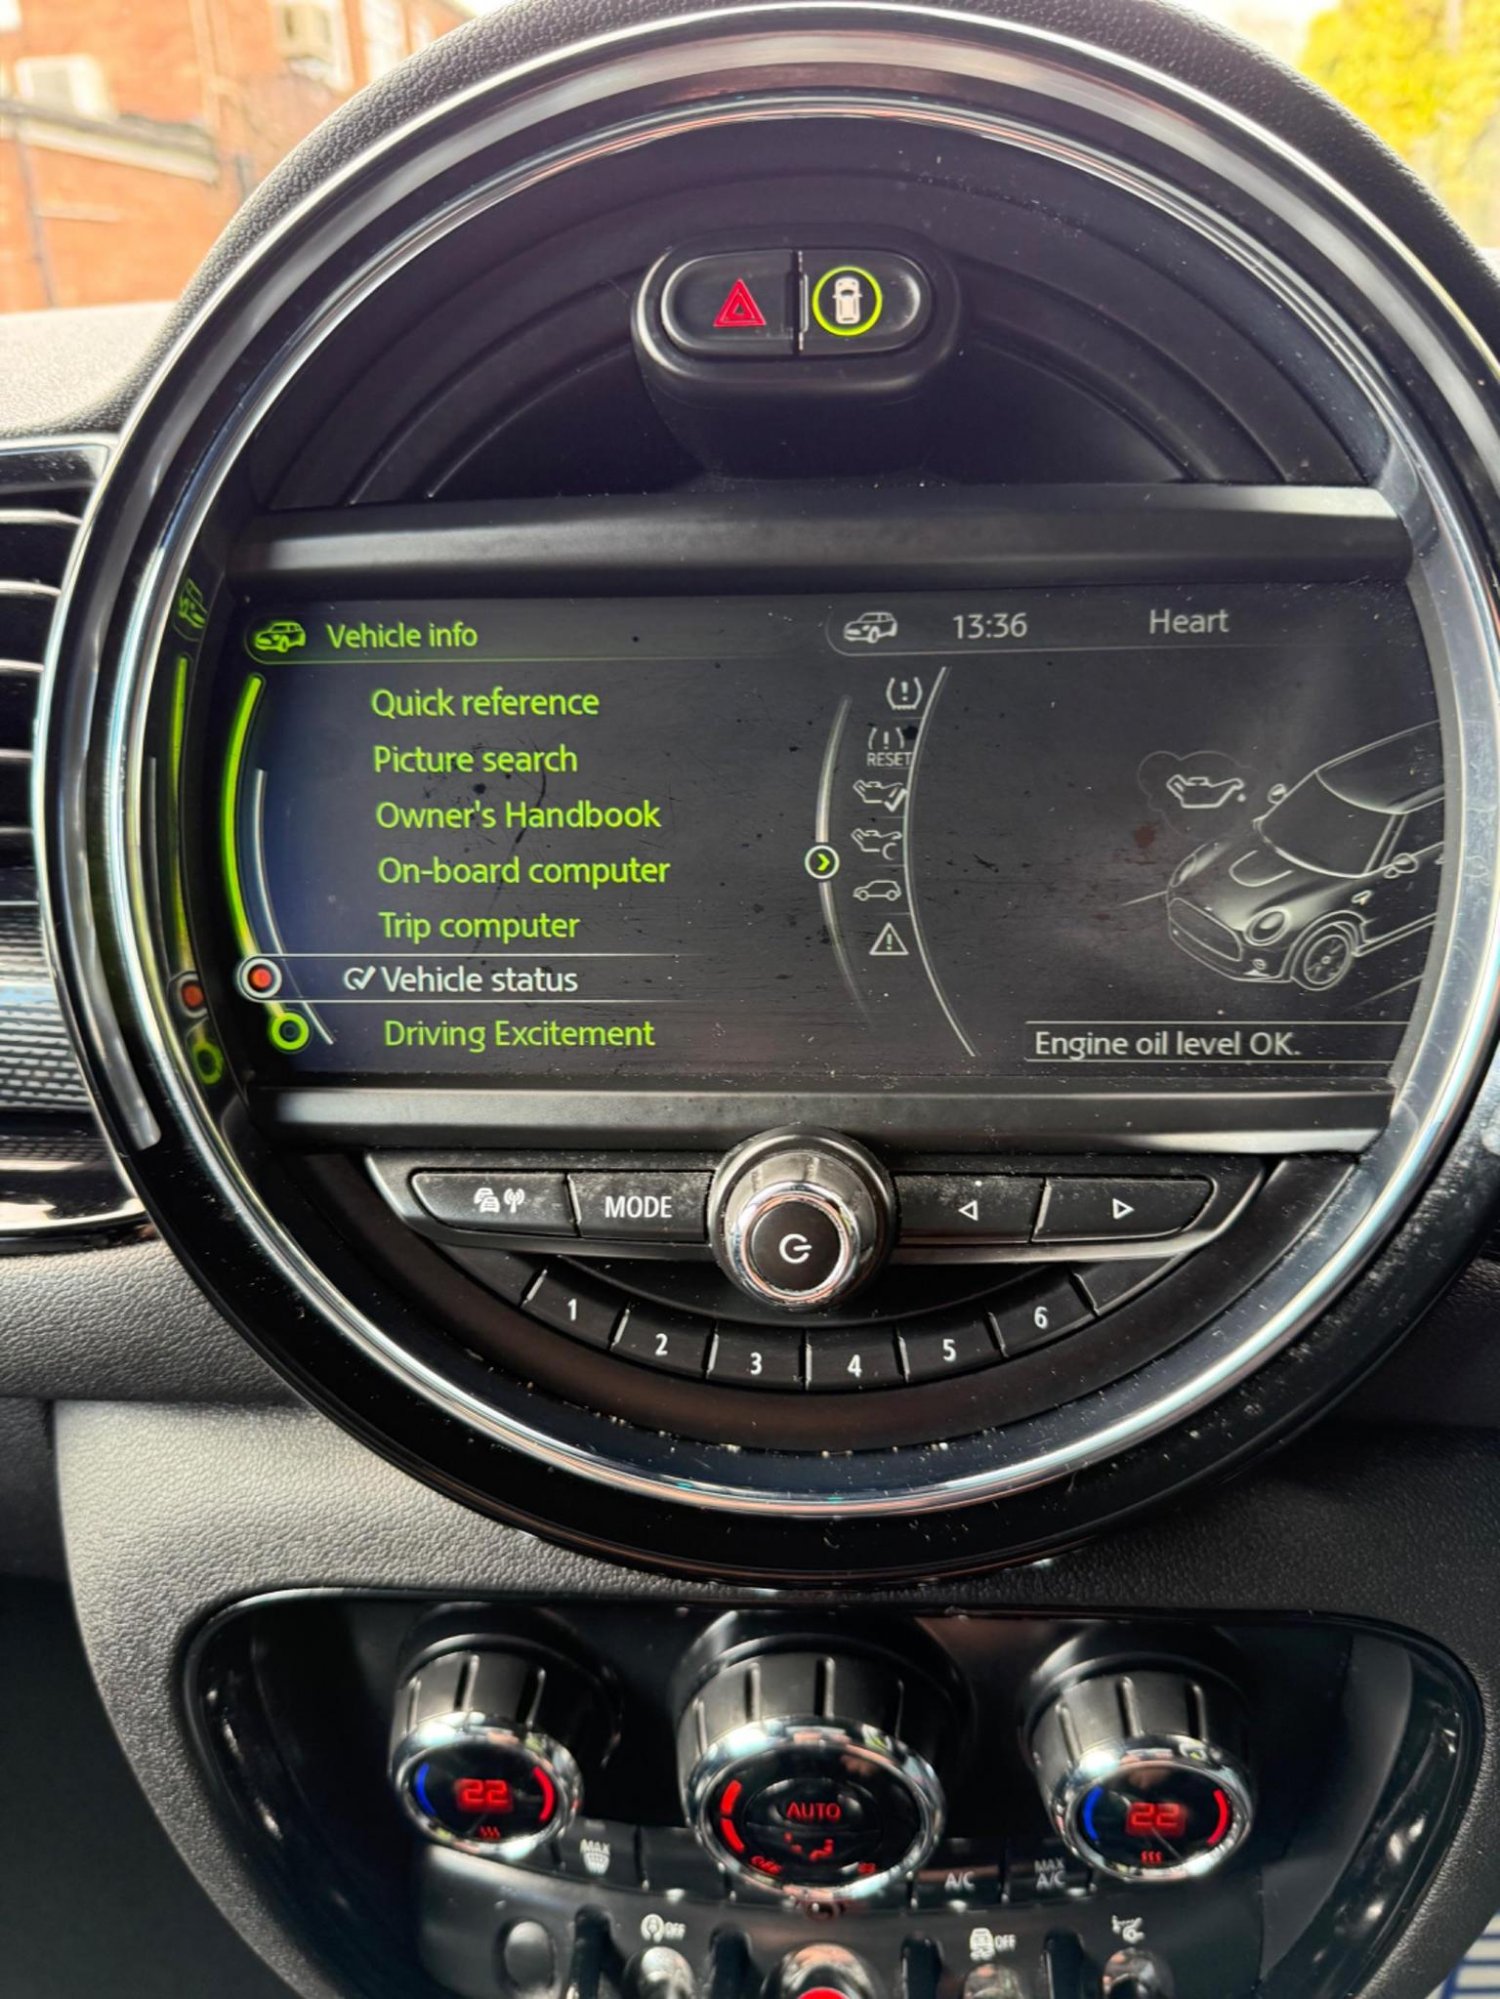 Vehicle info
13:36
Heart
Quick reference
Picture search
Owner's Handbook
On-board computer
Trip computer
Vehicle status
Driving Excitement
RESET
Engine oil level OK.
MODE
1 2 3 4 5 6
22
AUTO
22
OFF
MAX
A/C
MAX
A/C
OFF
OFF